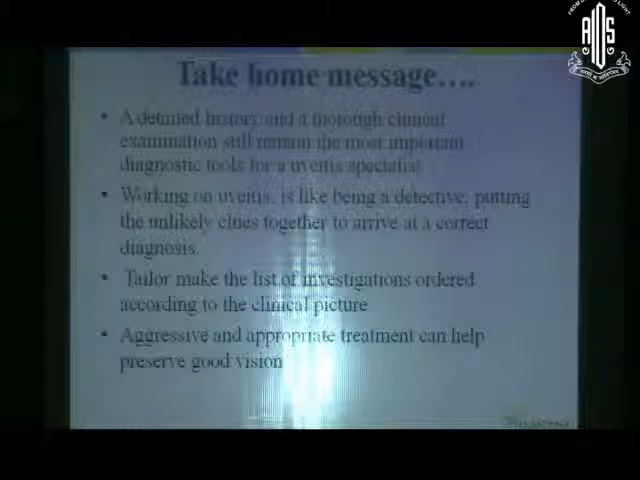 AIOS
Take home message….
• A detailed history and a thorough clinical
examination still remain the most important
diagnostic tools for a uveitis specialist
• Working on uveitis, is like being a detective, putting
the unlikely clues together to arrive at a correct
diagnosis.
• Tailor make the list of investigations ordered
according to the clinical picture
• Aggressive and appropriate treatment can help
preserve good vision